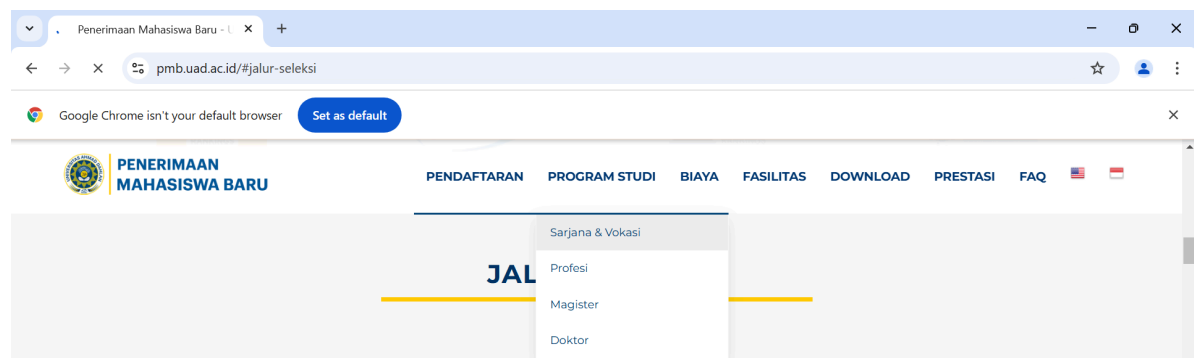 Penerimaan Mahasiswa Baru - U
pmb.uad.ac.id/#jalur-seleksi
Google Chrome isn't your default browser Set as default
PENERIMAAN
MAHASISWA BARU
PENDAFTARAN PROGRAM STUDI BIAYA FASILITAS DOWNLOAD PRESTASI FAQ
Sarjana & Vokasi
JAL
Profesi
Magister
Doktor